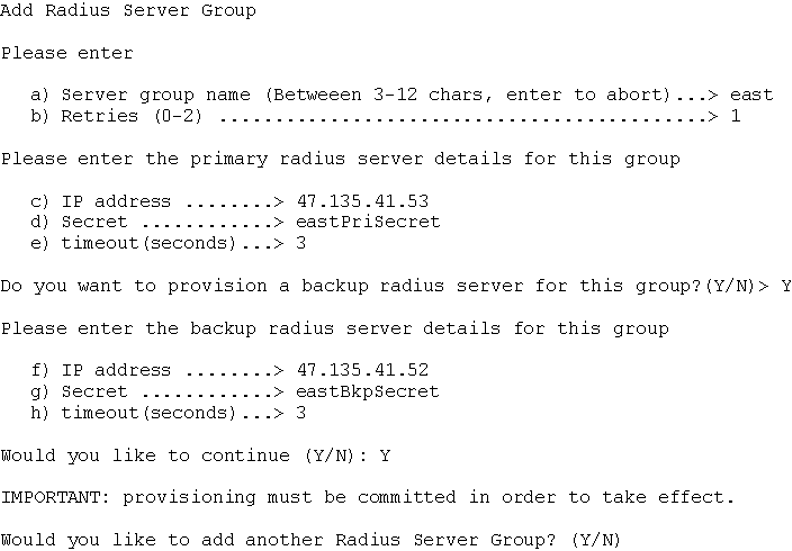 Add Radius Server Group
Please enter
a) Server group name (Betweeen 3-12 chars, enter to abort)...> east
b) Retries (0-2) ............................................> 1
Please enter the primary radius server details for this group
c) IP address ........> 47.135.41.53
d) Secret ............> eastPriSecret
e) timeout(seconds)...> 3
Do you want to provision a backup radius server for this group?(Y/N)> Y
Please enter the backup radius server details for this group
f) IP address ........> 47.135.41.52
g) Secret ............> eastBkpSecret
h) timeout(seconds)...> 3
Would you like to continue (Y/N): Y
IMPORTANT: provisioning must be committed in order to take effect.
Would you like to add another Radius Server Group? (Y/N)